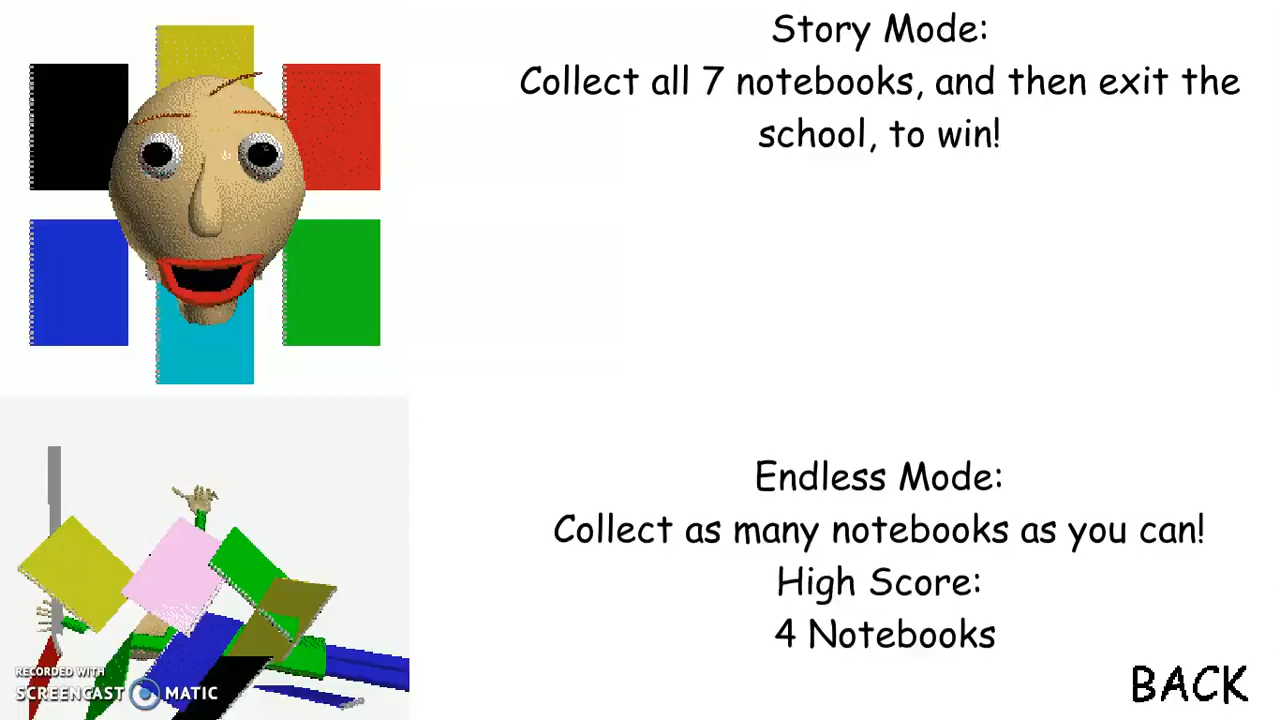 Story Mode:
Collect all 7 notebooks, and then exit the
school, to win!
Endless Mode:
Collect as many notebooks as you can!
High Score:
4 Notebooks
BACK
RECORDED WITH
SCREENCAST MATIC